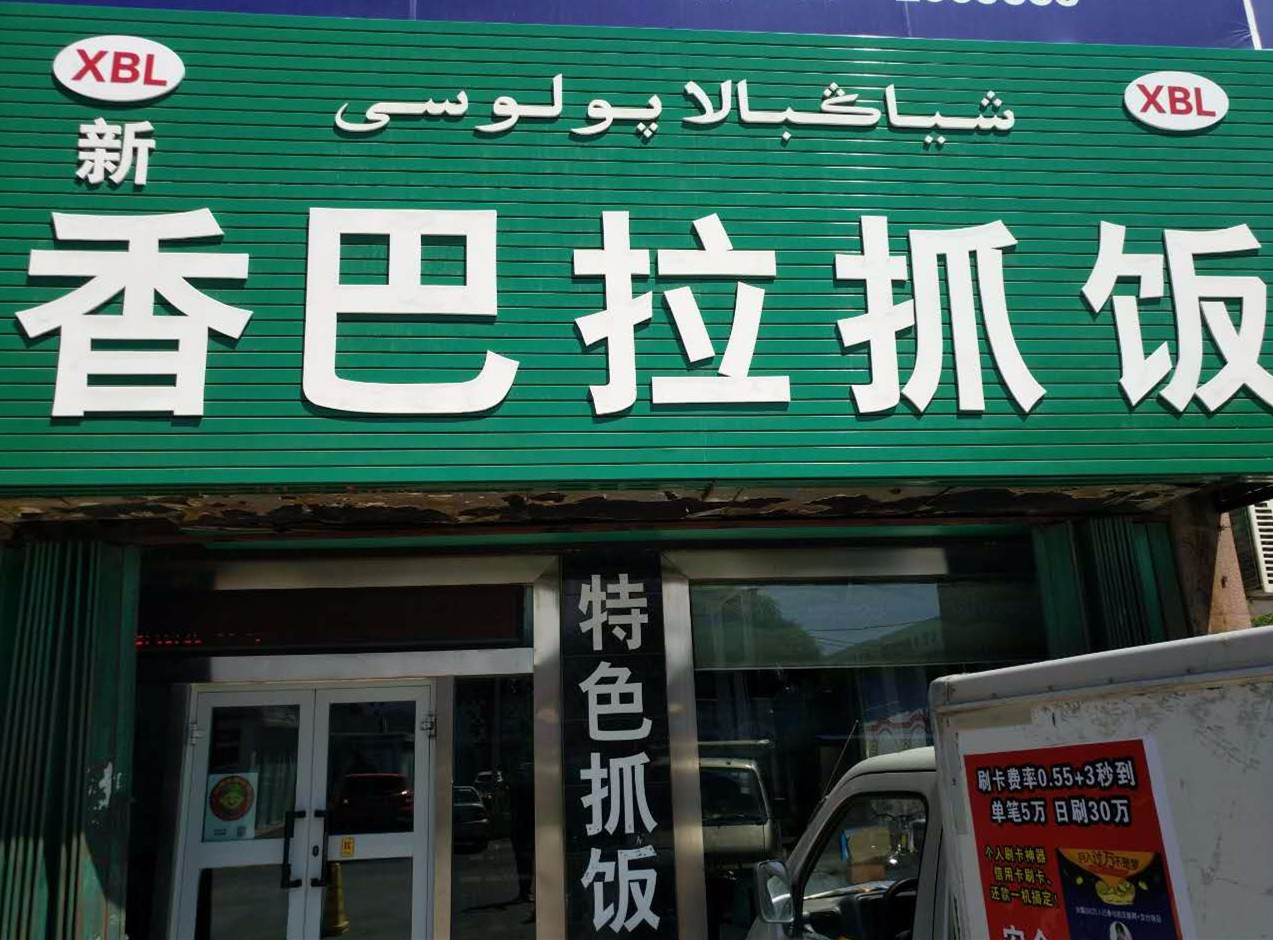 XBL
شياڭبالا پولوسى
XBL
新
香巴拉抓饭
特色抓饭
刷卡费率0.55+3秒到
单笔5万 日刷30万
个人刷卡神器
信用卡刷卡、
还款一机搞定!